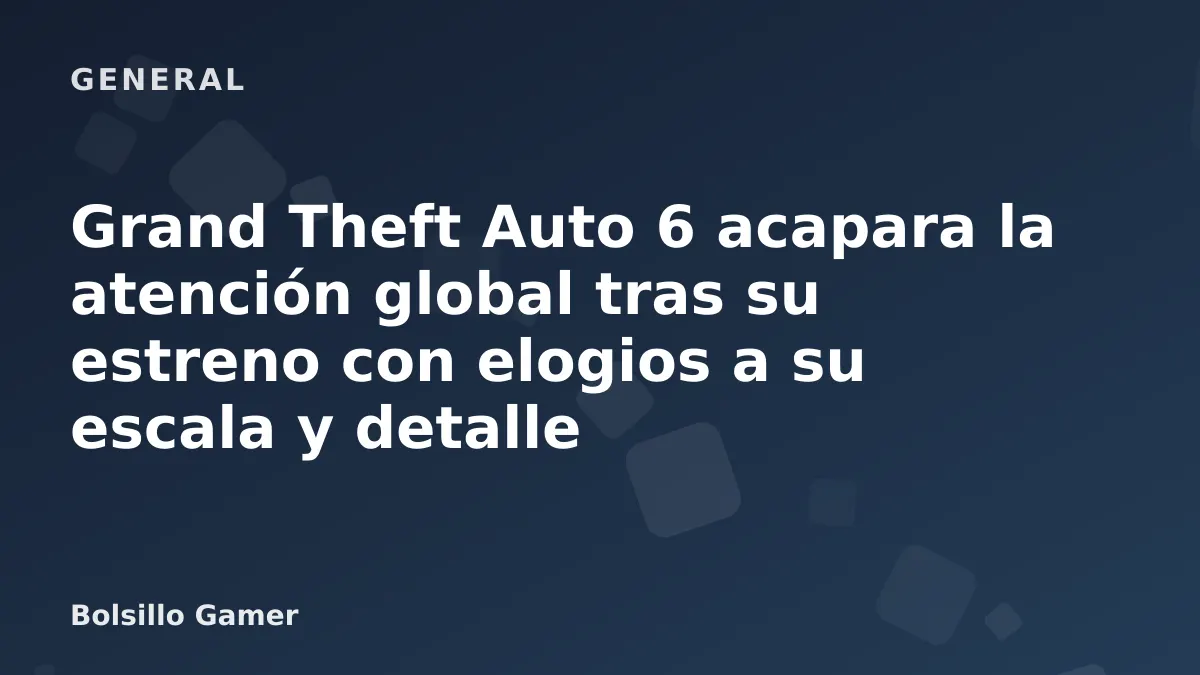 GENERAL
Grand Theft Auto 6 acapara la
atención global tras su
estreno con elogios a su
escala y detalle
Bolsillo Gamer